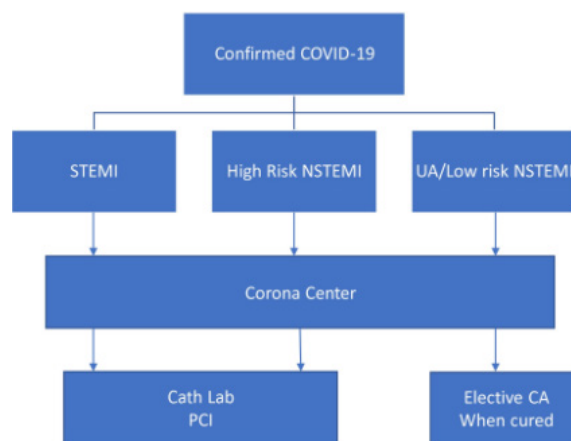 Confirmed COVID-19
STEMI
High Risk NSTEMI
UA/Low risk NSTEMI
Corona Center
Cath Lab
PCI
Elective CA
When cured